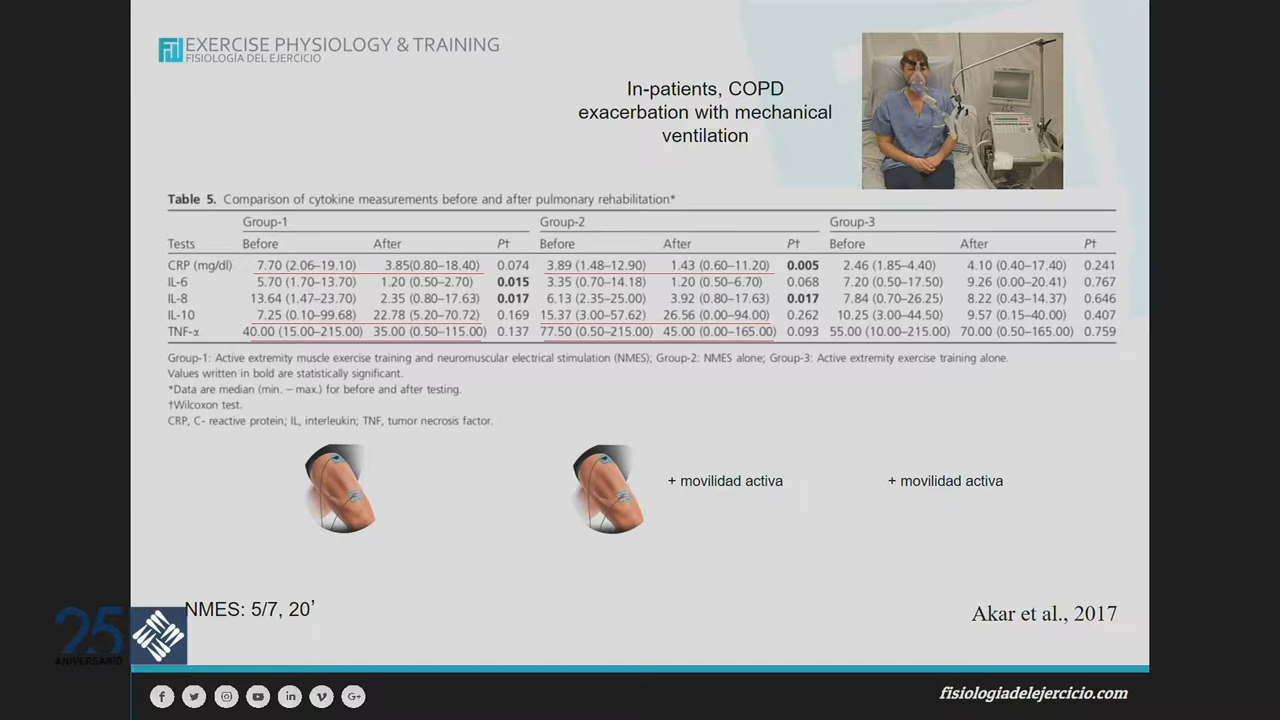 EXERCISE PHYSIOLOGY & TRAINING
FISIOLOGÍA DEL EJERCICIO
In-patients, COPD
exacerbation with mechanical
ventilation
Table 5. Comparison of cytokine measurements before and after pulmonary rehabilitation*
Group-1 Group-2 Group-3
Tests Before After P† Before After P† Before After P†
CRP (mg/dl) 7.70 (2.06–19.10) 3.85(0.80–18.40) 0.074 3.89 (1.48–12.90) 1.43 (0.60–11.20) 0.005 2.46 (1.85–4.40) 4.10 (0.40–17.40) 0.241
IL-6 5.70 (1.70–13.70) 1.20 (0.50–2.70) 0.015 3.35 (0.70–14.18) 1.20 (0.50–6.70) 0.068 7.20 (0.50–17.50) 9.26 (0.00–20.41) 0.767
IL-8 13.64 (1.47–23.70) 2.35 (0.80–17.63) 0.017 6.13 (2.35–25.00) 3.92 (0.80–17.63) 0.017 7.84 (0.70–26.25) 8.22 (0.43–14.37) 0.646
IL-10 7.25 (0.10–99.68) 22.78 (5.20–70.72) 0.169 15.37 (3.00–57.62) 26.56 (0.00–94.00) 0.262 10.25 (3.00–44.50) 9.57 (0.15–40.00) 0.407
TNF-α 40.00 (15.00–215.00) 35.00 (0.50–115.00) 0.137 77.50 (0.50–215.00) 45.00 (0.00–165.00) 0.093 55.00 (10.00–215.00) 70.00 (0.50–165.00) 0.759
Group-1: Active extremity muscle exercise training and neuromuscular electrical stimulation (NMES); Group-2: NMES alone; Group-3: Active extremity exercise training alone.
Values written in bold are statistically significant.
*Data are median (min. – max.) for before and after testing.
†Wilcoxon test.
CRP, C- reactive protein; IL, interleukin; TNF, tumor necrosis factor.
+ movilidad activa + movilidad activa
NMES: 5/7, 20’
Akar et al., 2017
25
ANIVERSARIO
fisiologiadelejercicio.com